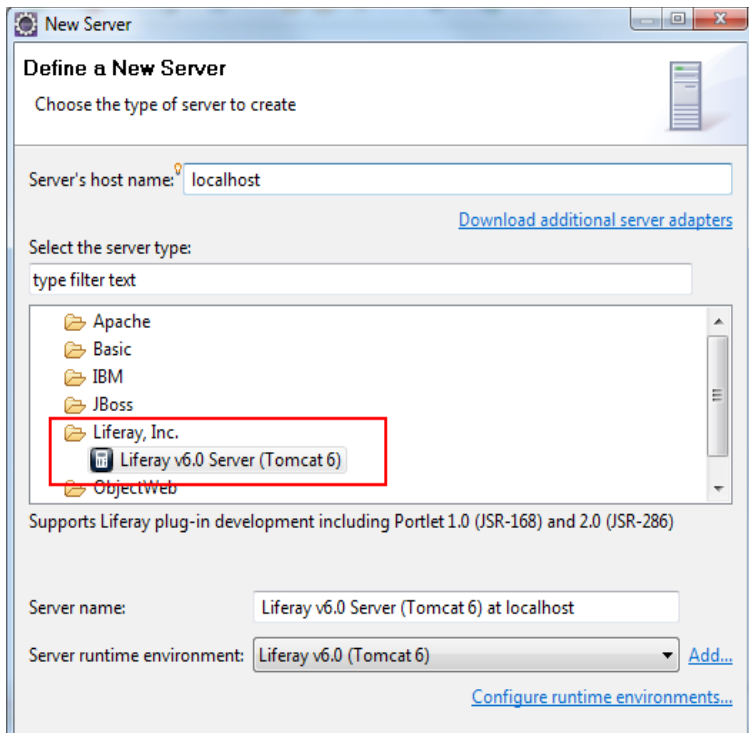 New Server
Define a New Server
Choose the type of server to create
Server's host name: localhost
Download additional server adapters
Select the server type:
type filter text
Apache
Basic
IBM
JBoss
Liferay, Inc.
Liferay v6.0 Server (Tomcat 6)
ObjectWeb
Supports Liferay plug-in development including Portlet 1.0 (JSR-168) and 2.0 (JSR-286)
Server name: Liferay v6.0 Server (Tomcat 6) at localhost
Server runtime environment: Liferay v6.0 (Tomcat 6) Add...
Configure runtime environments...